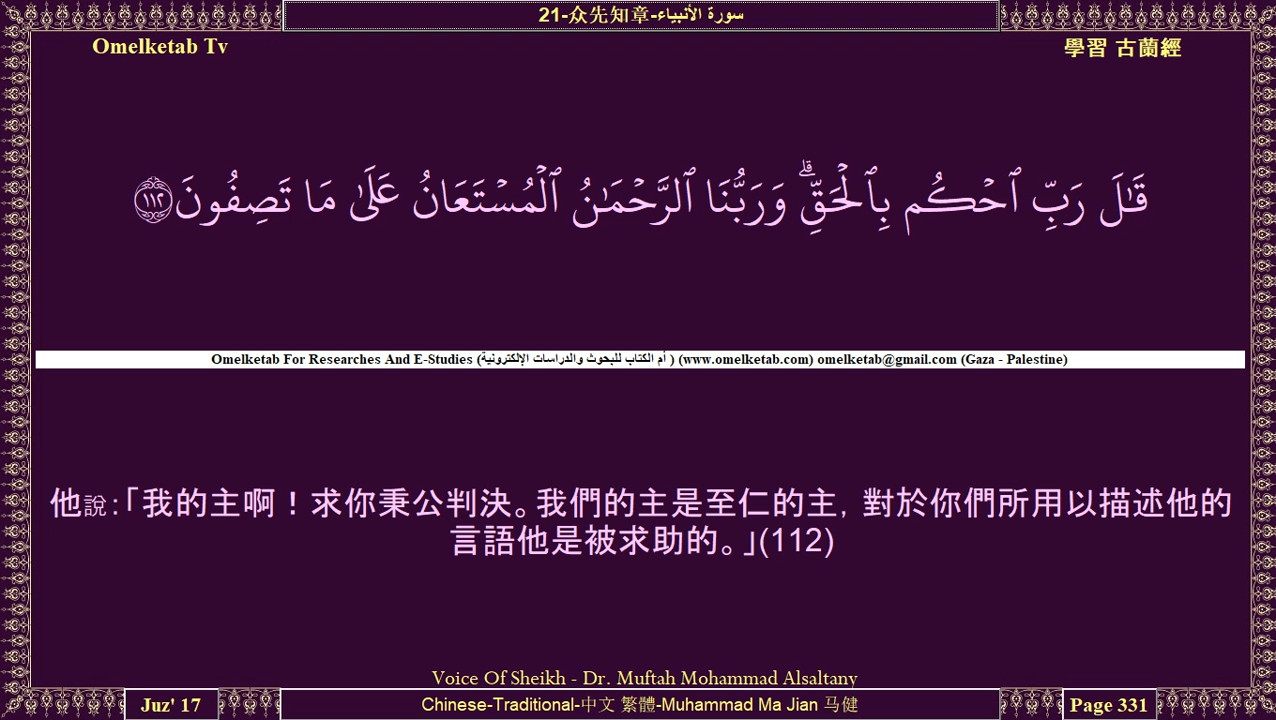 21-众先知章-سورة الأنبياء
Omelketab Tv
學習 古蘭經
قَٰلَ رَبِّ ٱحۡكُم بِٱلۡحَقِّۗ وَرَبُّنَا ٱلرَّحۡمَٰنُ ٱلۡمُسۡتَعَانُ عَلَىٰ مَا تَصِفُونَ ١١٢
Omelketab For Researches And E-Studies (أم الكتاب للبحوث والدراسات الإلكترونية ) (www.omelketab.com) omelketab@gmail.com (Gaza - Palestine)
他說:「我的主啊！求你秉公判決。我們的主是至仁的主，對於你們所用以描述他的
言語他是被求助的。」(112)
Voice Of Sheikh - Dr. Muftah Mohammad Alsaltany
Juz' 17
Chinese-Traditional-中文 繁體-Muhammad Ma Jian 马健
Page 331